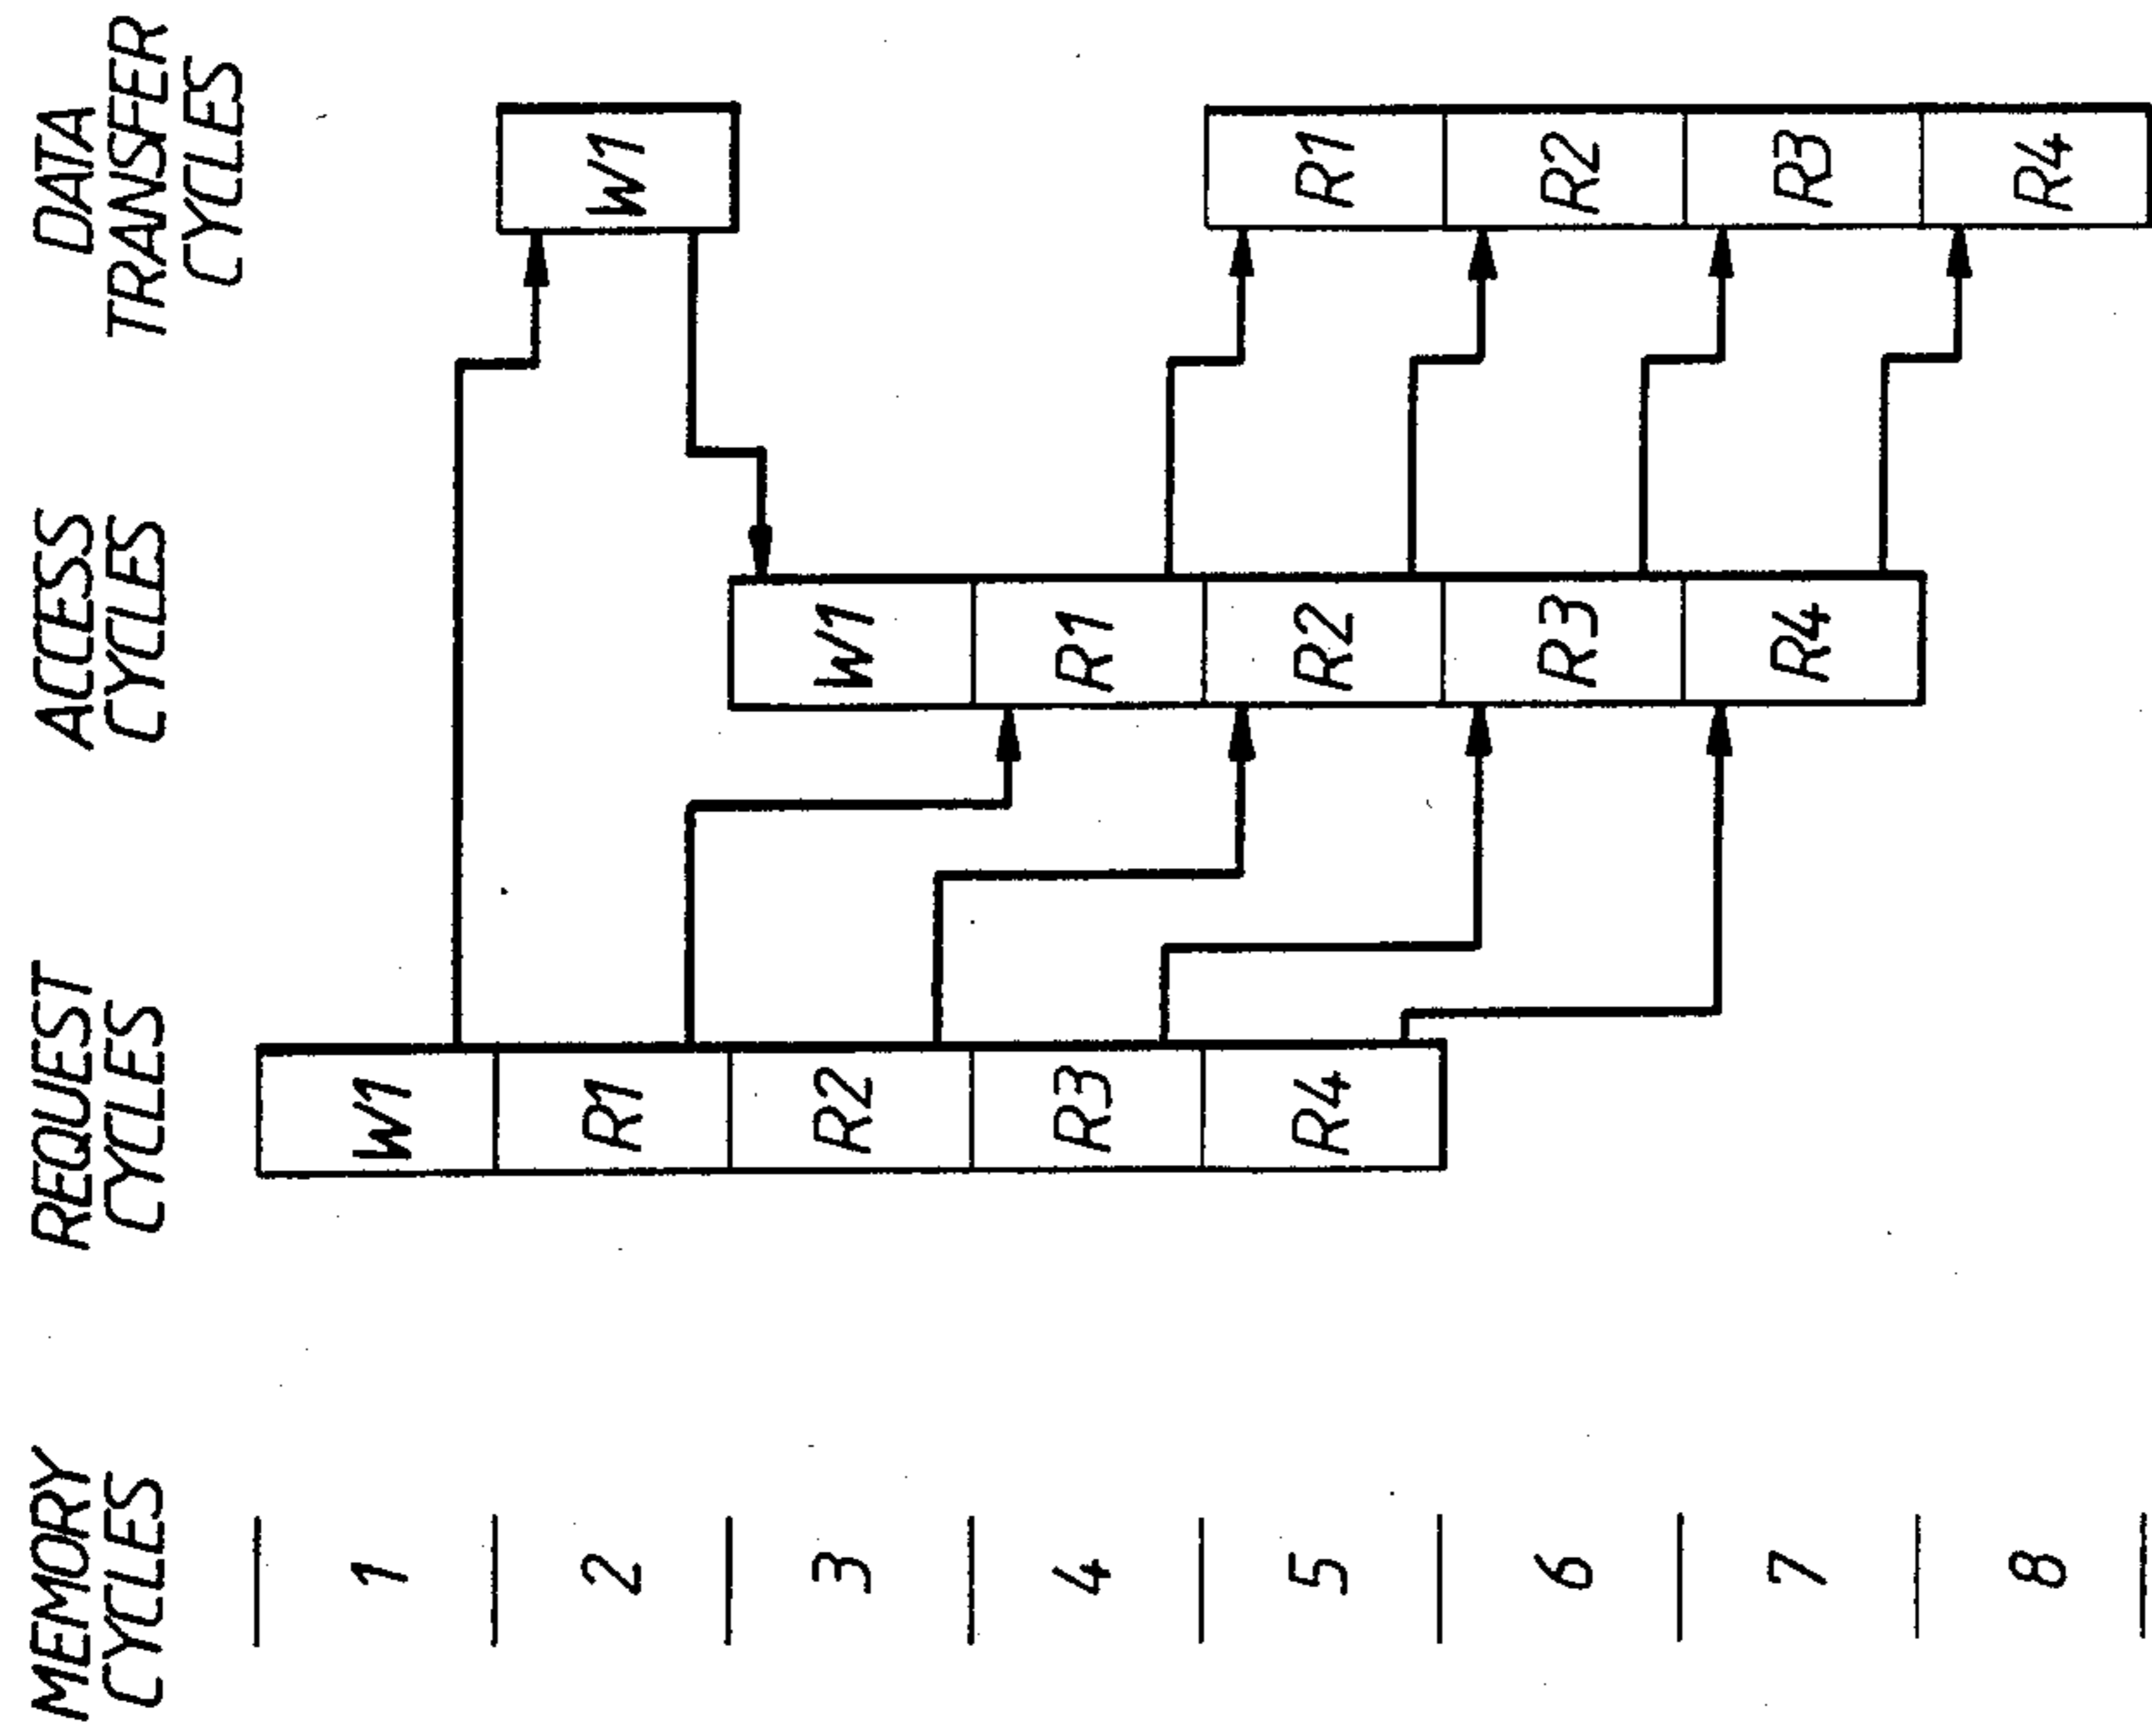 MEMORY
CYCLES
1
2
3
4
5
6
7
8
REQUEST
CYCLES
W1
R1
R2
R3
R4
ACCESS
CYCLES
W1
R1
R2
R3
R4
DATA
TRANSFER
CYCLES
W1
R1
R2
R3
R4